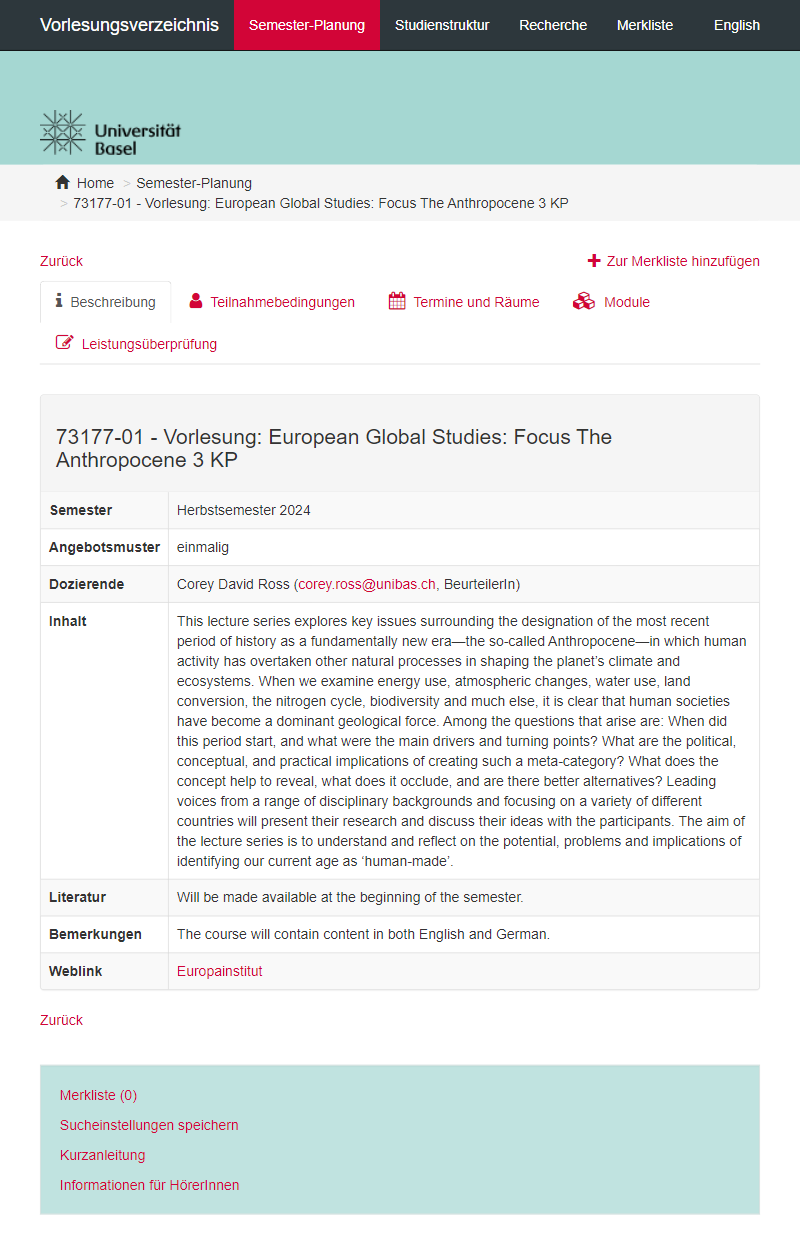 Vorlesungsverzeichnis Semester-Planung Studienstruktur Recherche Merkliste English
Universität
Basel
Home > Semester-Planung
> 73177-01 - Vorlesung: European Global Studies: Focus The Anthropocene 3 KP
Zurück Zur Merkliste hinzufügen
Beschreibung Teilnahmebedingungen Termine und Räume Module
Leistungsüberprüfung
73177-01 - Vorlesung: European Global Studies: Focus The
Anthropocene 3 KP
Semester Herbstsemester 2024
Angebotsmuster einmalig
Dozierende Corey David Ross (corey.ross@unibas.ch, BeurteilerIn)
Inhalt This lecture series explores key issues surrounding the designation of the most recent
period of history as a fundamentally new era—the so-called Anthropocene—in which human
activity has overtaken other natural processes in shaping the planet’s climate and
ecosystems. When we examine energy use, atmospheric changes, water use, land
conversion, the nitrogen cycle, biodiversity and much else, it is clear that human societies
have become a dominant geological force. Among the questions that arise are: When did
this period start, and what were the main drivers and turning points? What are the political,
conceptual, and practical implications of creating such a meta-category? What does the
concept help to reveal, what does it occlude, and are there better alternatives? Leading
voices from a range of disciplinary backgrounds and focusing on a variety of different
countries will present their research and discuss their ideas with the participants. The aim of
the lecture series is to understand and reflect on the potential, problems and implications of
identifying our current age as ‘human-made’.
Literatur Will be made available at the beginning of the semester.
Bemerkungen The course will contain content in both English and German.
Weblink Europainstitut
Zurück
Merkliste (0)
Sucheinstellungen speichern
Kurzanleitung
Informationen für HörerInnen